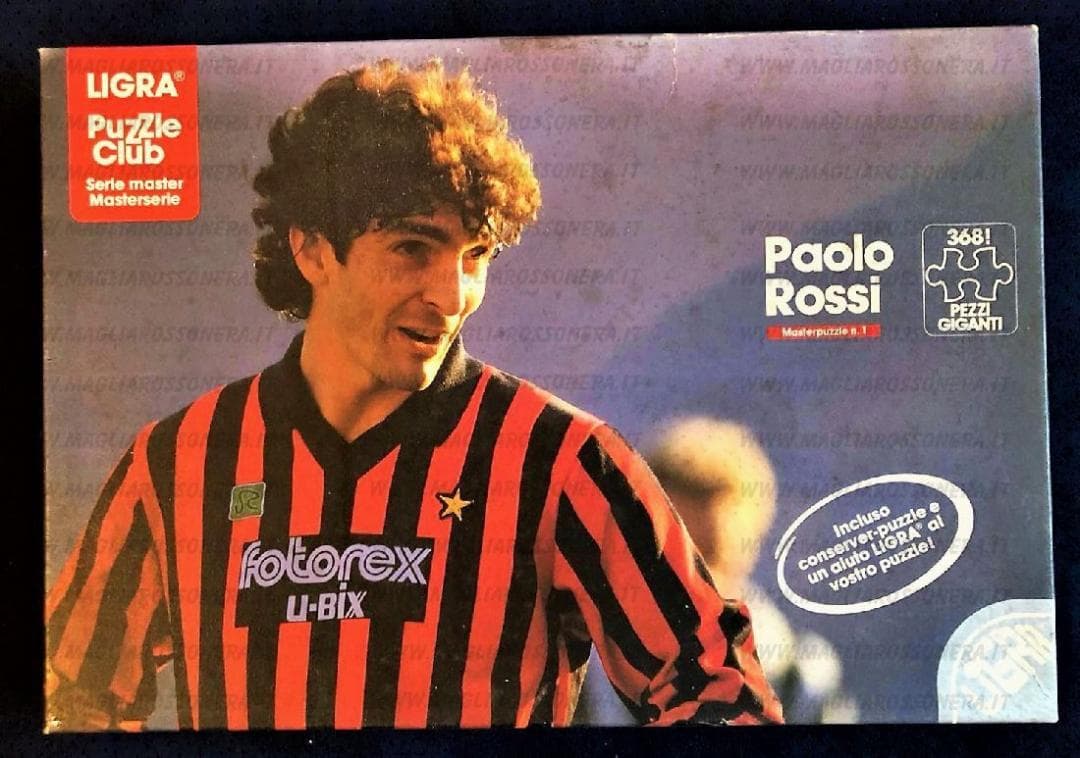 LIGRA®
Puzzle
Club
Serie master
Masterserie
Paolo
Rossi
Masterpuzzle n. 1
368!
PEZZI
GIGANTI
fotorex
U-BIX
Incluso
conserver-puzzle e
un aiuto LIGRA® al
vostro puzzle!
WWW.MAGLIAROSSONERA.IT